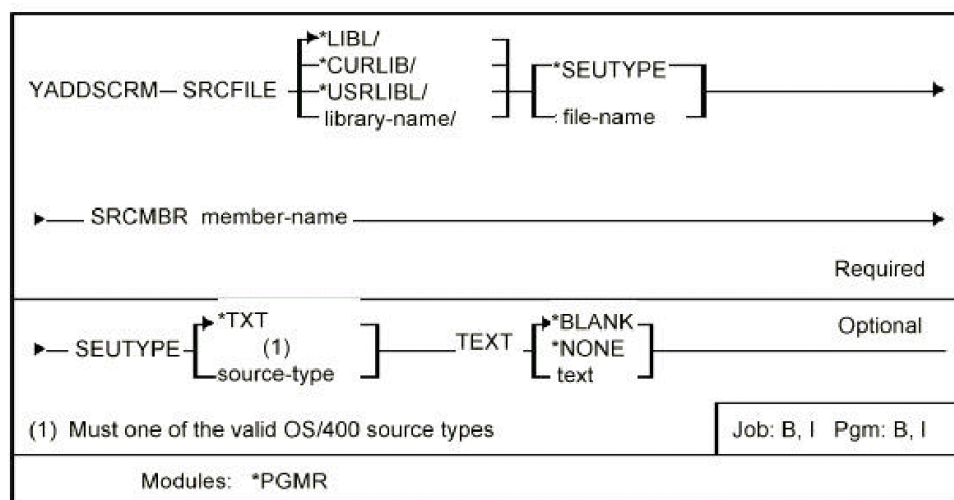 *LIBL/
*CURLIB/
*SEUTYPE
YADDSCRM SRCFILE *USRLIBL/
library-name/ : file-name
SRCMBR member-name
Required
*TXT *BLANK Optional
SEUTYPE (1) TEXT *NONE
source-type text
(1) Must one of the valid OS/400 source types Job: B, I Pgm: B, I
Modules: *PGMR